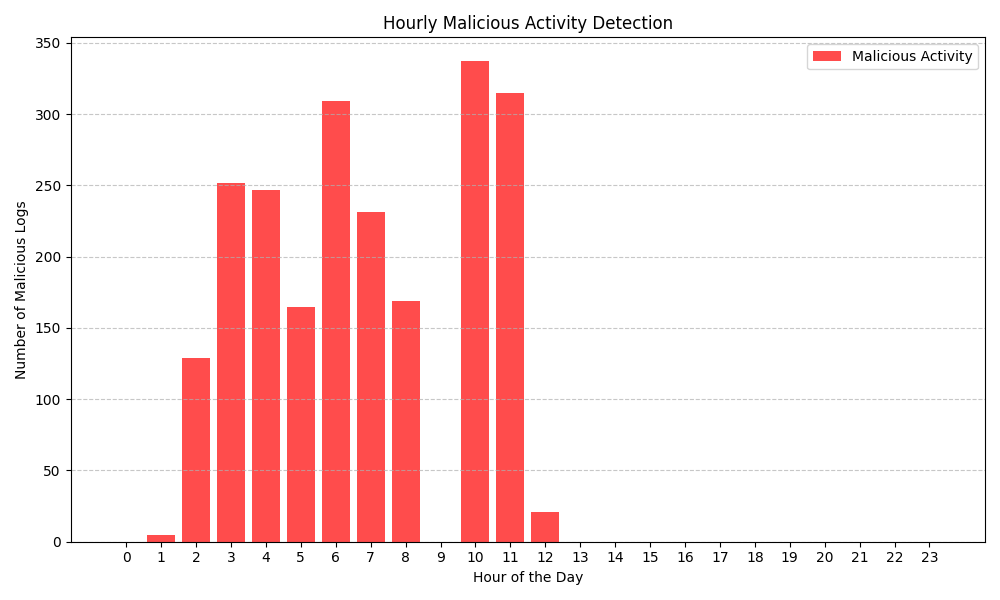 Hourly Malicious Activity Detection
Malicious Activity
Number of Malicious Logs
350
300
250
200
150
100
50
0
0 1 2 3 4 5 6 7 8 9 10 11 12 13 14 15 16 17 18 19 20 21 22 23
Hour of the Day